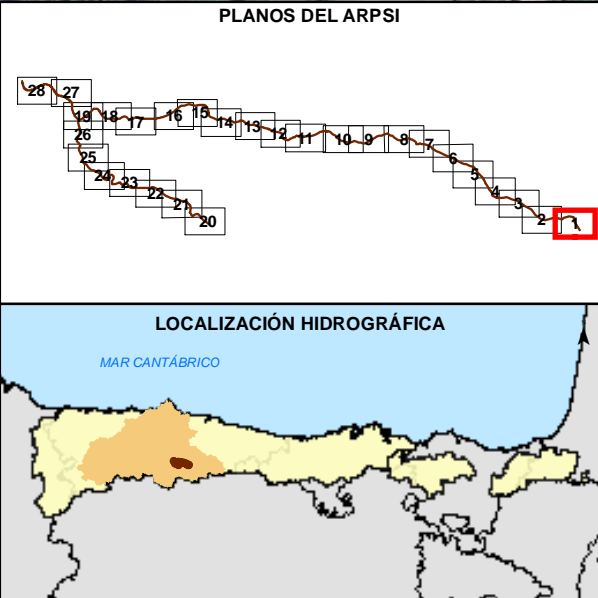 PLANOS DEL ARPSI
28 27
19 18 17 16 15 14 13 12 11 10 9 8 7
26 6
25 5
24 23 22 21 20 4 3 2 1
LOCALIZACIÓN HIDROGRÁFICA
MAR CANTÁBRICO